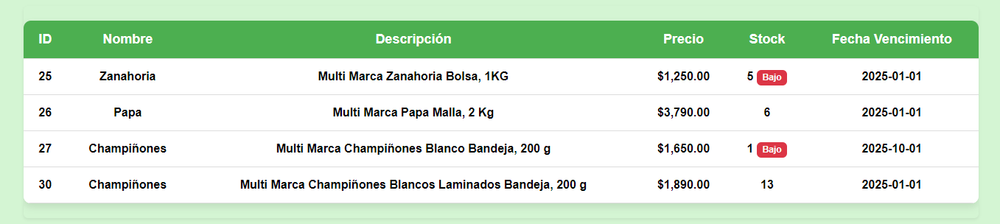 ID Nombre Descripción Precio Stock Fecha Vencimiento
25 Zanahoria Multi Marca Zanahoria Bolsa, 1KG $1,250.00 5 Bajo 2025-01-01
26 Papa Multi Marca Papa Malla, 2 Kg $3,790.00 6 2025-01-01
27 Champiñones Multi Marca Champiñones Blanco Bandeja, 200 g $1,650.00 1 Bajo 2025-10-01
30 Champiñones Multi Marca Champiñones Blancos Laminados Bandeja, 200 g $1,890.00 13 2025-01-01